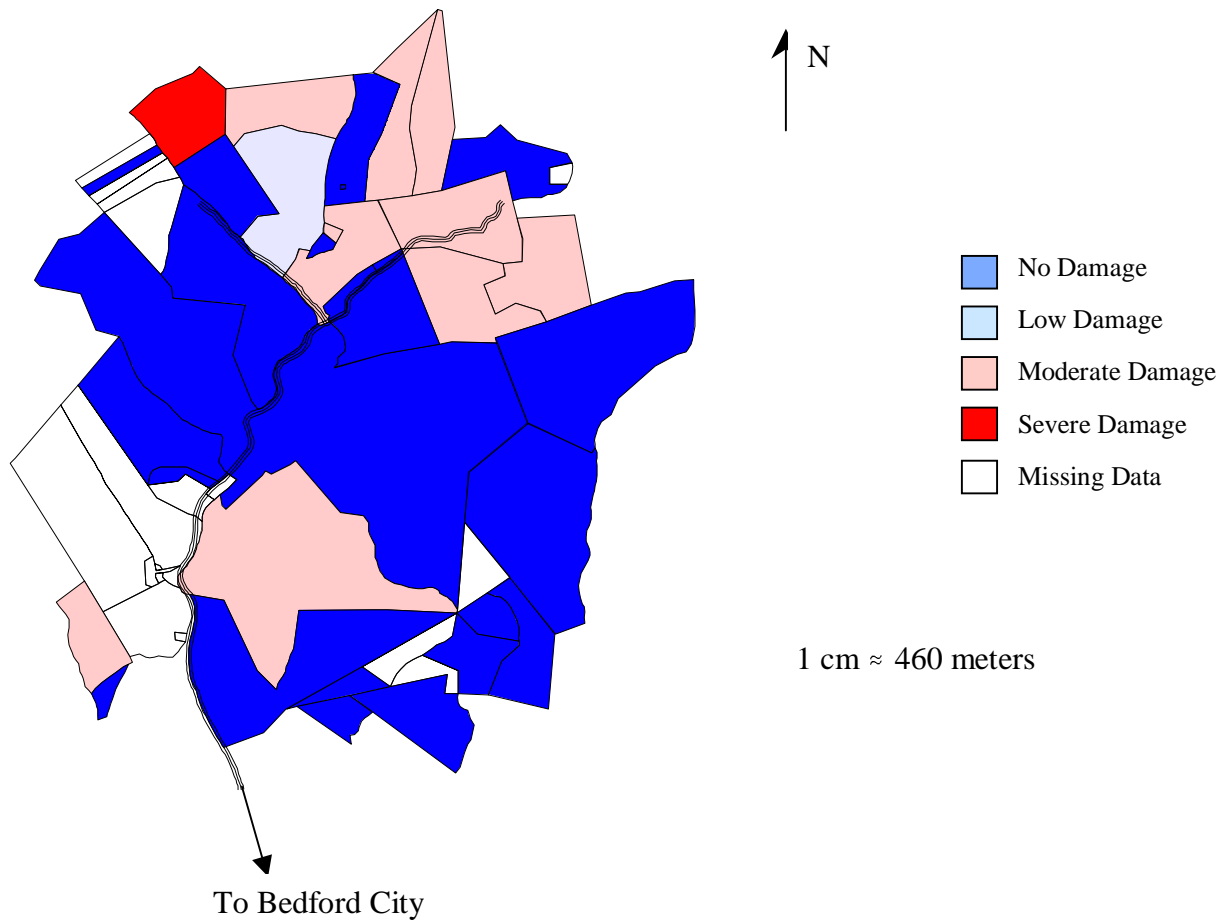 N
No Damage
Low Damage
Moderate Damage
Severe Damage
Missing Data
1 cm ≈ 460 meters
To Bedford City